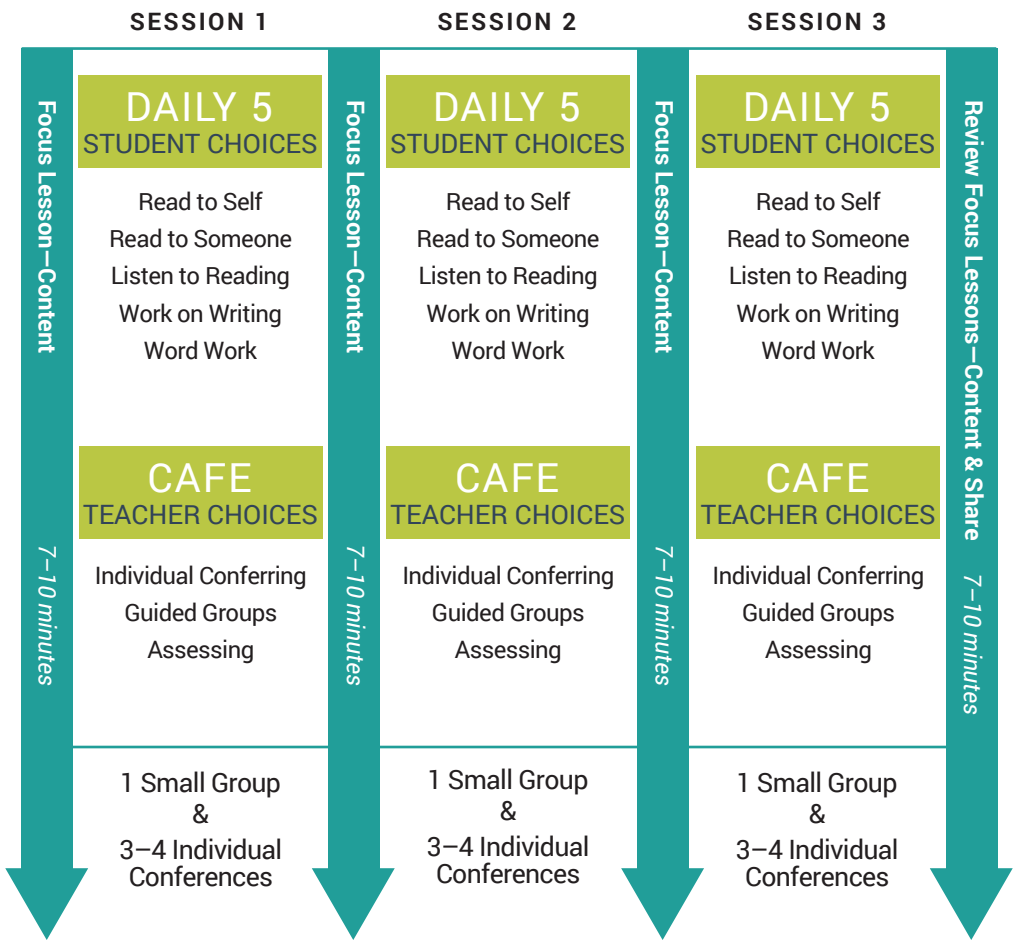 SESSION 1
SESSION 2
SESSION 3
Focus Lesson—Content 7–10 minutes
DAILY 5
STUDENT CHOICES
Read to Self
Read to Someone
Listen to Reading
Work on Writing
Word Work
CAFE
TEACHER CHOICES
Individual Conferring
Guided Groups
Assessing
1 Small Group
&
3–4 Individual
Conferences
Focus Lesson—Content 7–10 minutes
DAILY 5
STUDENT CHOICES
Read to Self
Read to Someone
Listen to Reading
Work on Writing
Word Work
CAFE
TEACHER CHOICES
Individual Conferring
Guided Groups
Assessing
1 Small Group
&
3–4 Individual
Conferences
Focus Lesson—Content 7–10 minutes
DAILY 5
STUDENT CHOICES
Read to Self
Read to Someone
Listen to Reading
Work on Writing
Word Work
CAFE
TEACHER CHOICES
Individual Conferring
Guided Groups
Assessing
1 Small Group
&
3–4 Individual
Conferences
Review Focus Lessons—Content & Share 7–10 minutes